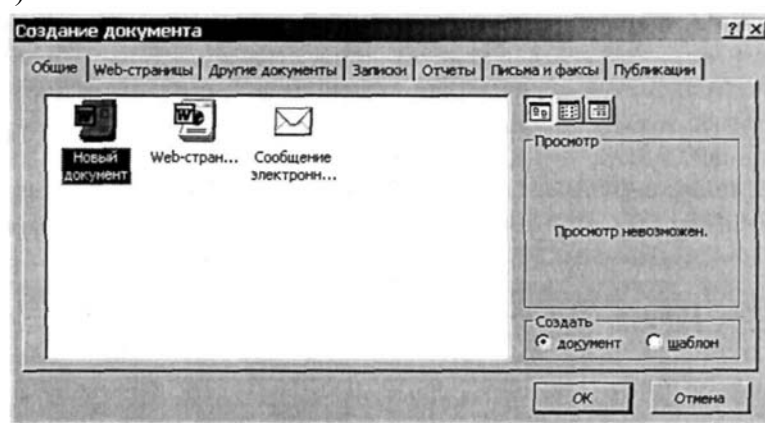 )
Создание документа
Общие Web-страницы Другие документы Записки Отчеты Письма и факсы Публикации
Новый документ
Web-стран...
Сообщение электронн...
Просмотр
Просмотр невозможен.
Создать
документ шаблон
ОК Отмена